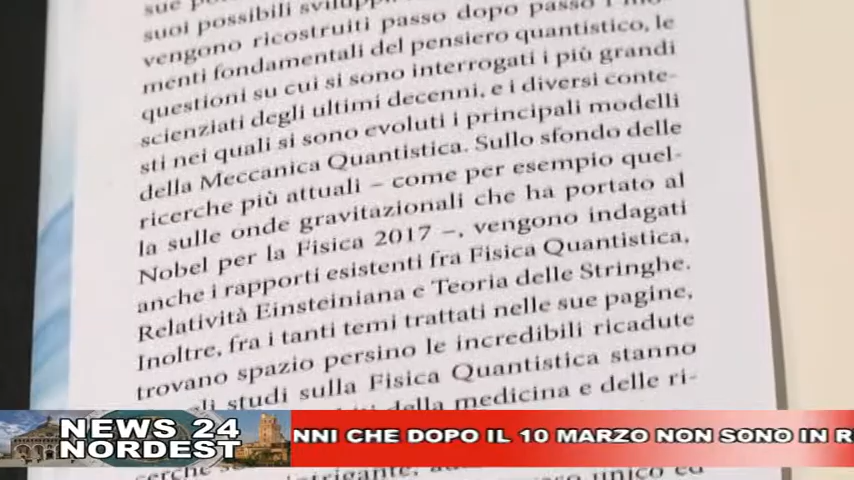 suoi possibili
vengono ricostruiti passo dopo passo i mo-
menti fondamentali del pensiero quantistico, le
questioni su cui si sono interrogati i più grandi
scienziati degli ultimi decenni, e i diversi conte-
sti nei quali si sono evoluti i principali modelli
della Meccanica Quantistica. Sullo sfondo delle
ricerche più attuali – come per esempio quel-
la sulle onde gravitazionali che ha portato al
Nobel per la Fisica 2017 –, vengono indagati
anche i rapporti esistenti fra Fisica Quantistica,
Relatività Einsteiniana e Teoria delle Stringhe.
Inoltre, fra i tanti temi trattati nelle sue pagine,
trovano spazio persino le incredibili ricadute
studi sulla Fisica Quantistica stanno
della medicina e delle ri-
NEWS 24
NORDEST
NNI CHE DOPO IL 10 MARZO NON SONO IN R
cerche
intrigante,
unico ed